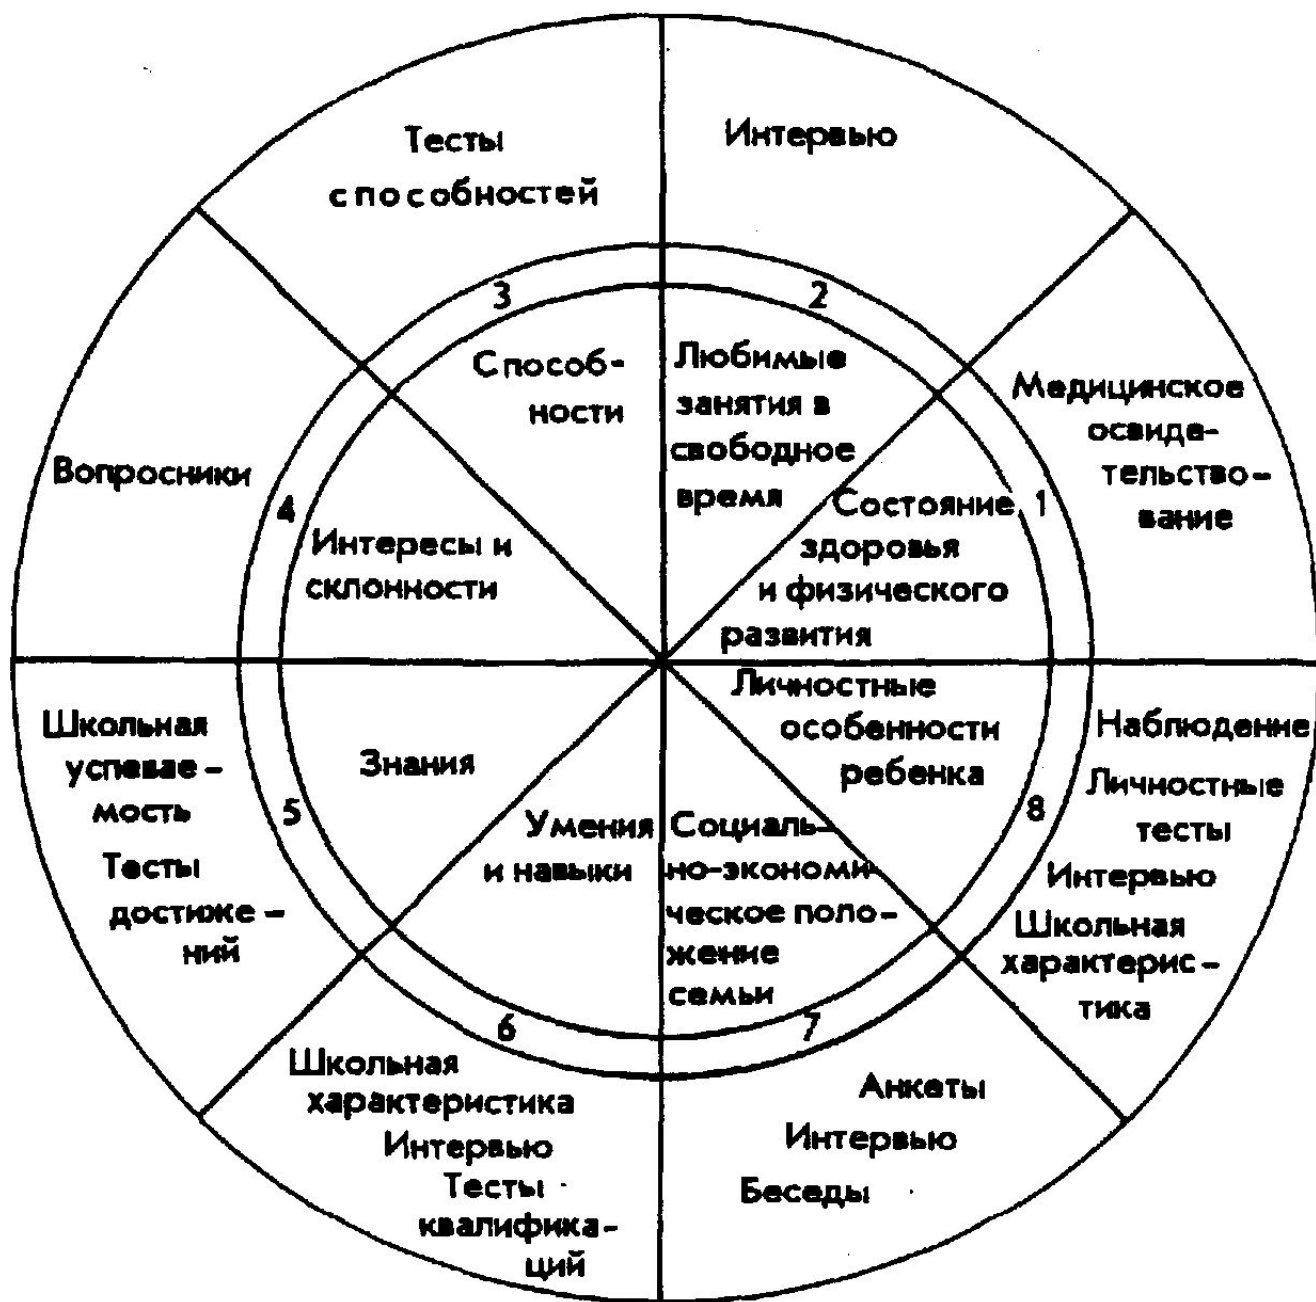 Тесты
способностей
Интервью
3
2
Способ-
ности
Любимые
занятия в
свободное
время
Медицинское
освиде-
тельство-
вание
Вопросники
4
Интересы и
склонности
Состояние
1
здоровья
и физического
развития
Школьная
успевае-
мость
Тесты
достиже-
ний
5
Знания
Личностные
особенности
ребенка
8
Наблюдение
Личностные
тесты
Интервью
Школьная
характерис-
тика
Умения
и навыки
Социаль-
но-экономи-
ческое поло-
жение
семьи
6
7
Школьная
характеристика
Интервью
Тесты
квалифика-
ций
Анкеты
Интервью
Беседы